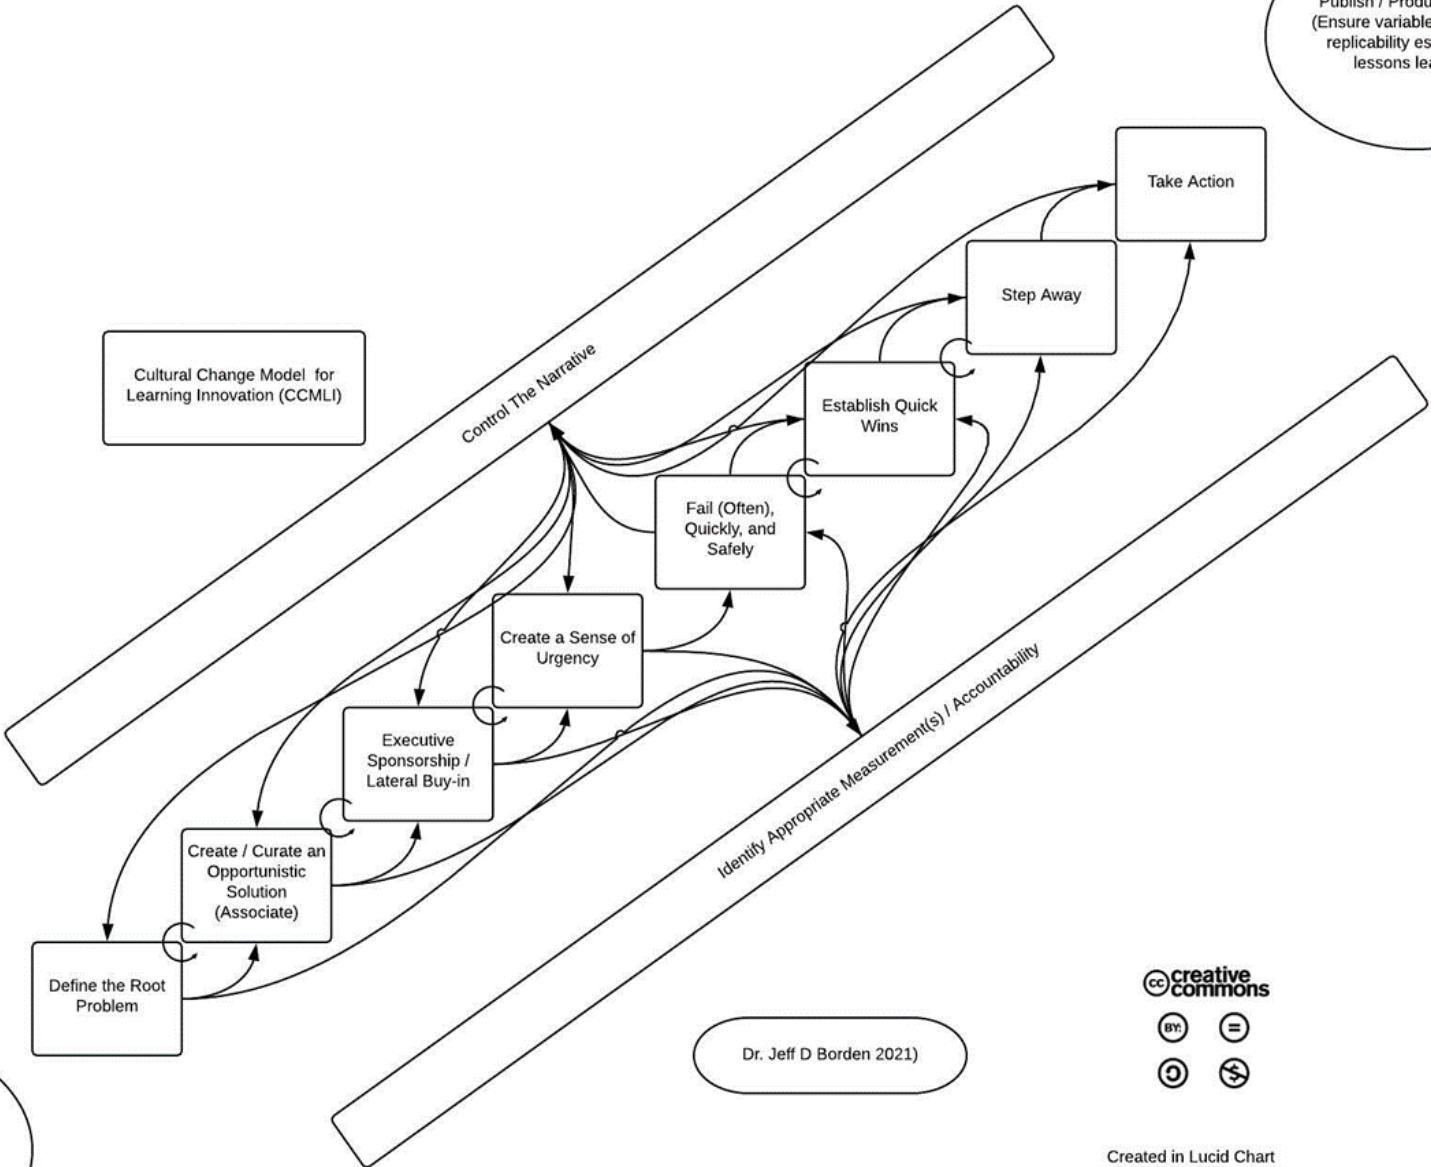 Publish / Produ
(Ensure variable
replicability es
lessons lea
Take Action
Step Away
Control The Narrative
Cultural Change Model  for
Learning Innovation (CCMLI)
Establish Quick
Wins
Fail (Often),
Quickly, and
Safely
Create a Sense of
Urgency
Identify Appropriate Measurement(s) / Accountability
Executive
Sponsorship /
Lateral Buy-in
Create / Curate an
Opportunistic
Solution
(Associate)
Define the Root
Problem
cc creative
commons
BY: =
$
Dr. Jeff D Borden 2021)
Created in Lucid Chart